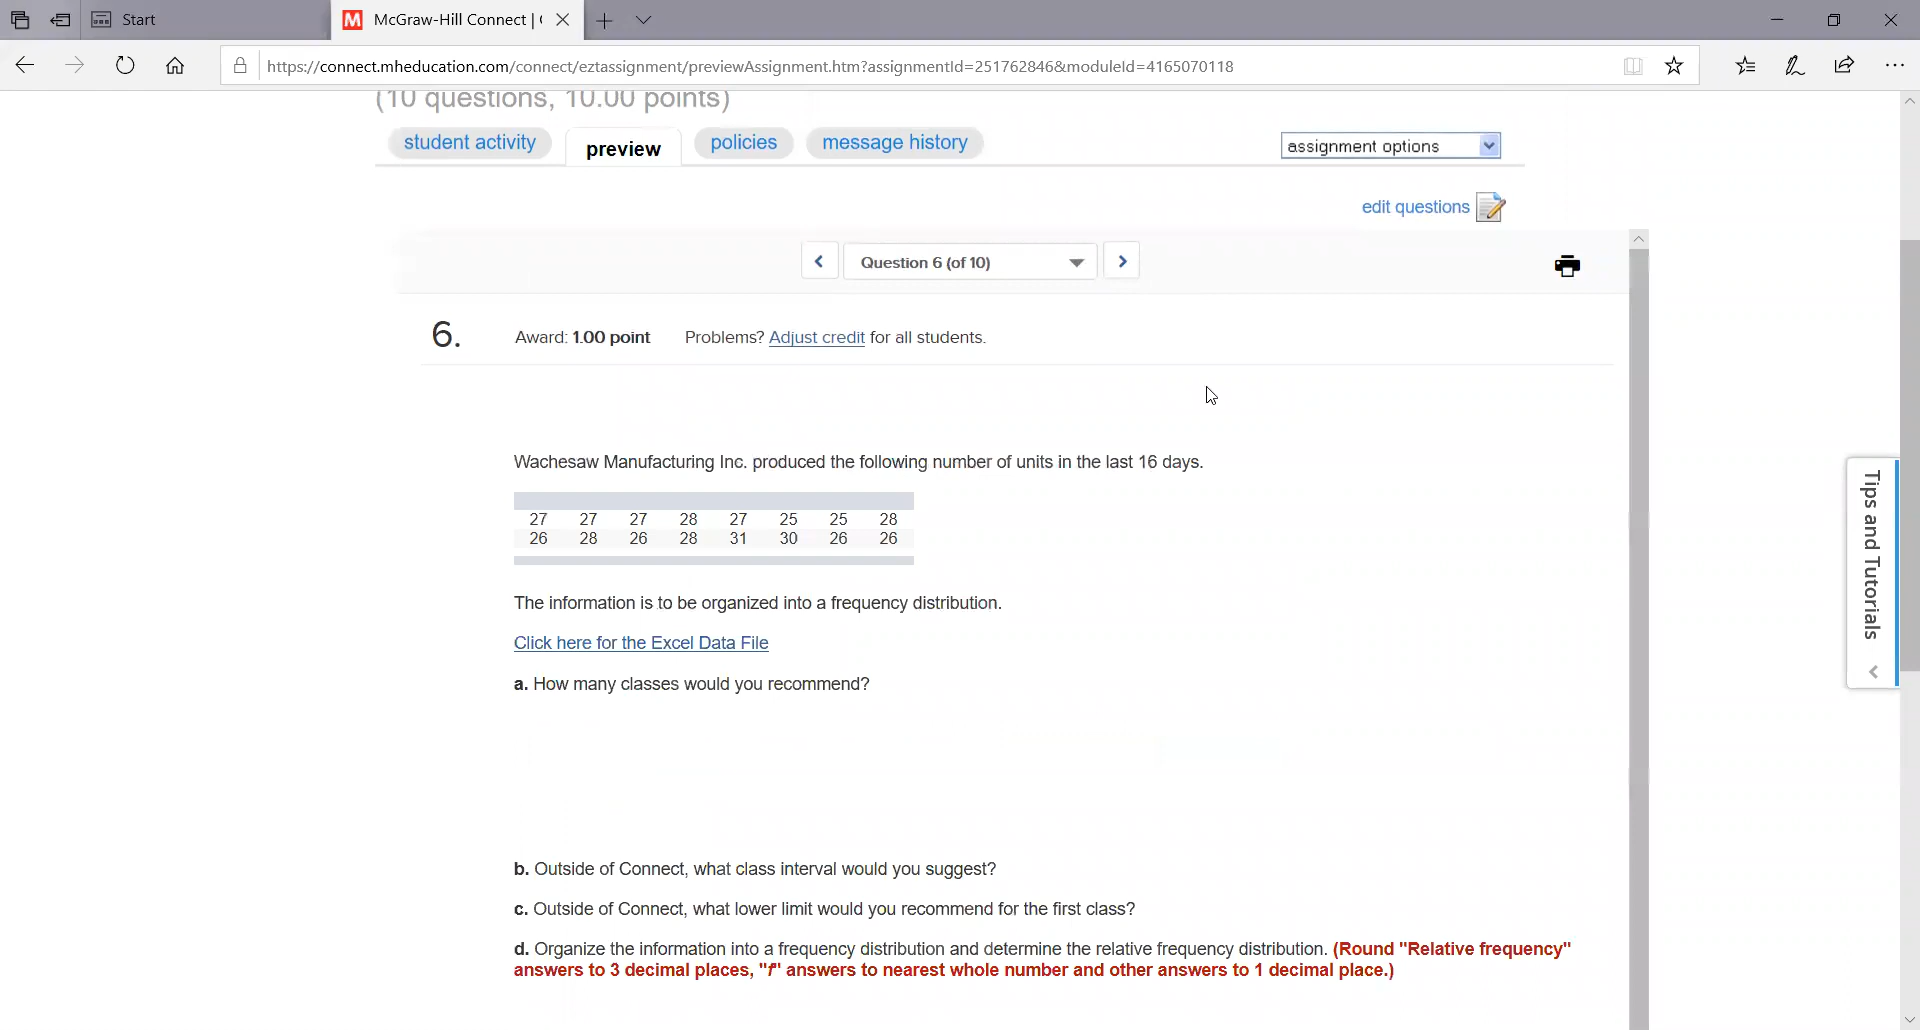 Start
McGraw-Hill Connect | (
https://connect.mheducation.com/connect/eztassignment/previewAssignment.htm?assignmentId=251762846&moduleId=4165070118
(10 questions, 10.00 points)
student activity preview policies message history assignment options
edit questions
Question 6 (of 10)
6. Award: 1.00 point Problems? Adjust credit for all students.
Wachesaw Manufacturing Inc. produced the following number of units in the last 16 days.
27 27 27 28 27 25 25 28
26 28 26 28 31 30 26 26
The information is to be organized into a frequency distribution.
Click here for the Excel Data File
a. How many classes would you recommend?
b. Outside of Connect, what class interval would you suggest?
c. Outside of Connect, what lower limit would you recommend for the first class?
d. Organize the information into a frequency distribution and determine the relative frequency distribution. (Round "Relative frequency"
answers to 3 decimal places, "f" answers to nearest whole number and other answers to 1 decimal place.)
Tips and Tutorials